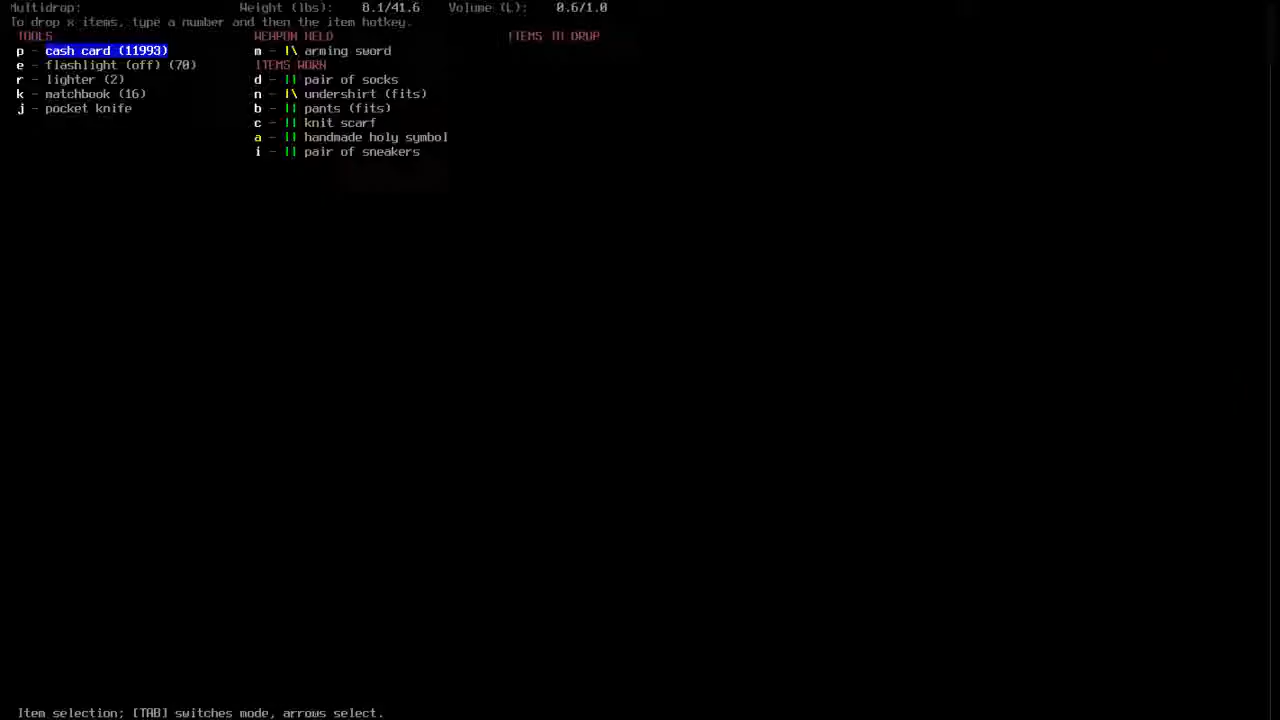 Multidrop: Weight (lbs): 8.1/41.6 Volume (L): 0.6/1.0
To drop x items, type a number and then the item hotkey.
TOOLS WEAPON HELD ITEMS TO DROP
p - cash card (11993) m - |\ arming sword
e - flashlight (off) (70) ITEMS WORN
r - lighter (2) d - || pair of socks
k - matchbook (16) n - |\ undershirt (fits)
j - pocket knife b - || pants (fits)
c - || knit scarf
a - || handmade holy symbol
i - || pair of sneakers
Item selection; [TAB] switches mode, arrows select.